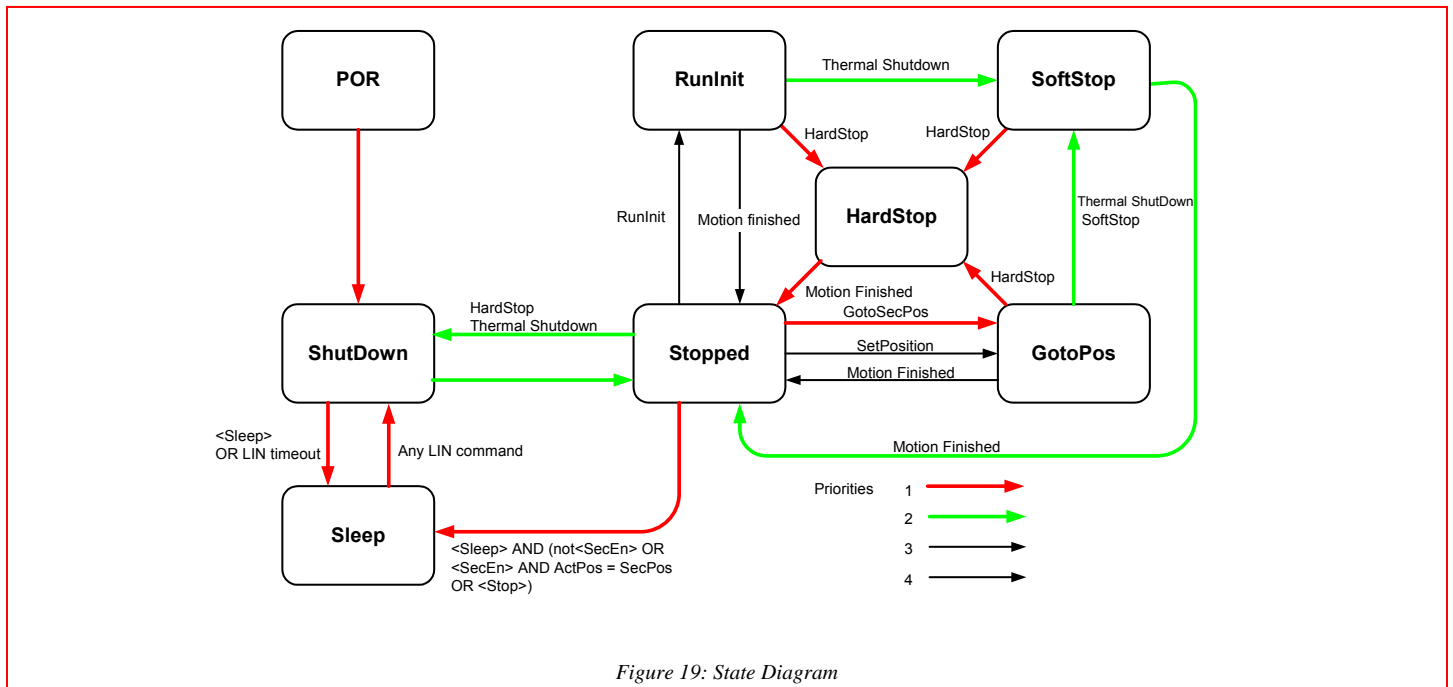 POR
RunInit
Thermal Shutdown
SoftStop
HardStop
HardStop
HardStop
RunInit
Motion finished
Thermal ShutDown
SoftStop
HardStop
Motion Finished
GotoSecPos
HardStop
Thermal Shutdown
ShutDown
Stopped
SetPosition
Motion Finished
GotoPos
<Sleep>
OR LIN timeout
Any LIN command
Motion Finished
Sleep
<Sleep> AND (not<SecEn> OR
<SecEn> AND ActPos = SecPos
OR <Stop>)
Priorities
1
2
3
4
Figure 19: State Diagram